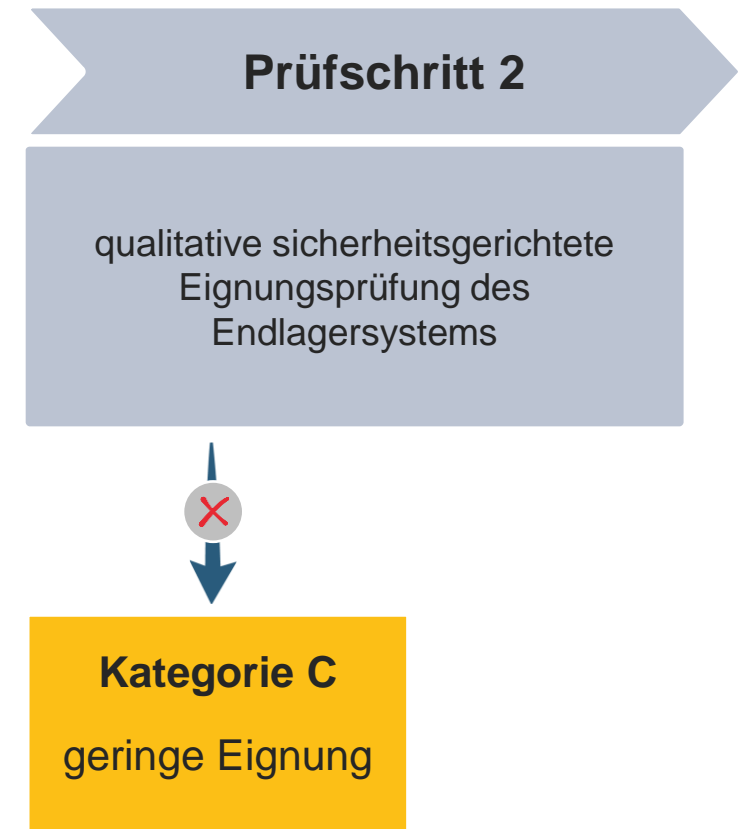 Prüfschritt 2
qualitative sicherheitsgerichtete
Eignungsprüfung des
Endlagersystems
Kategorie C
geringe Eignung